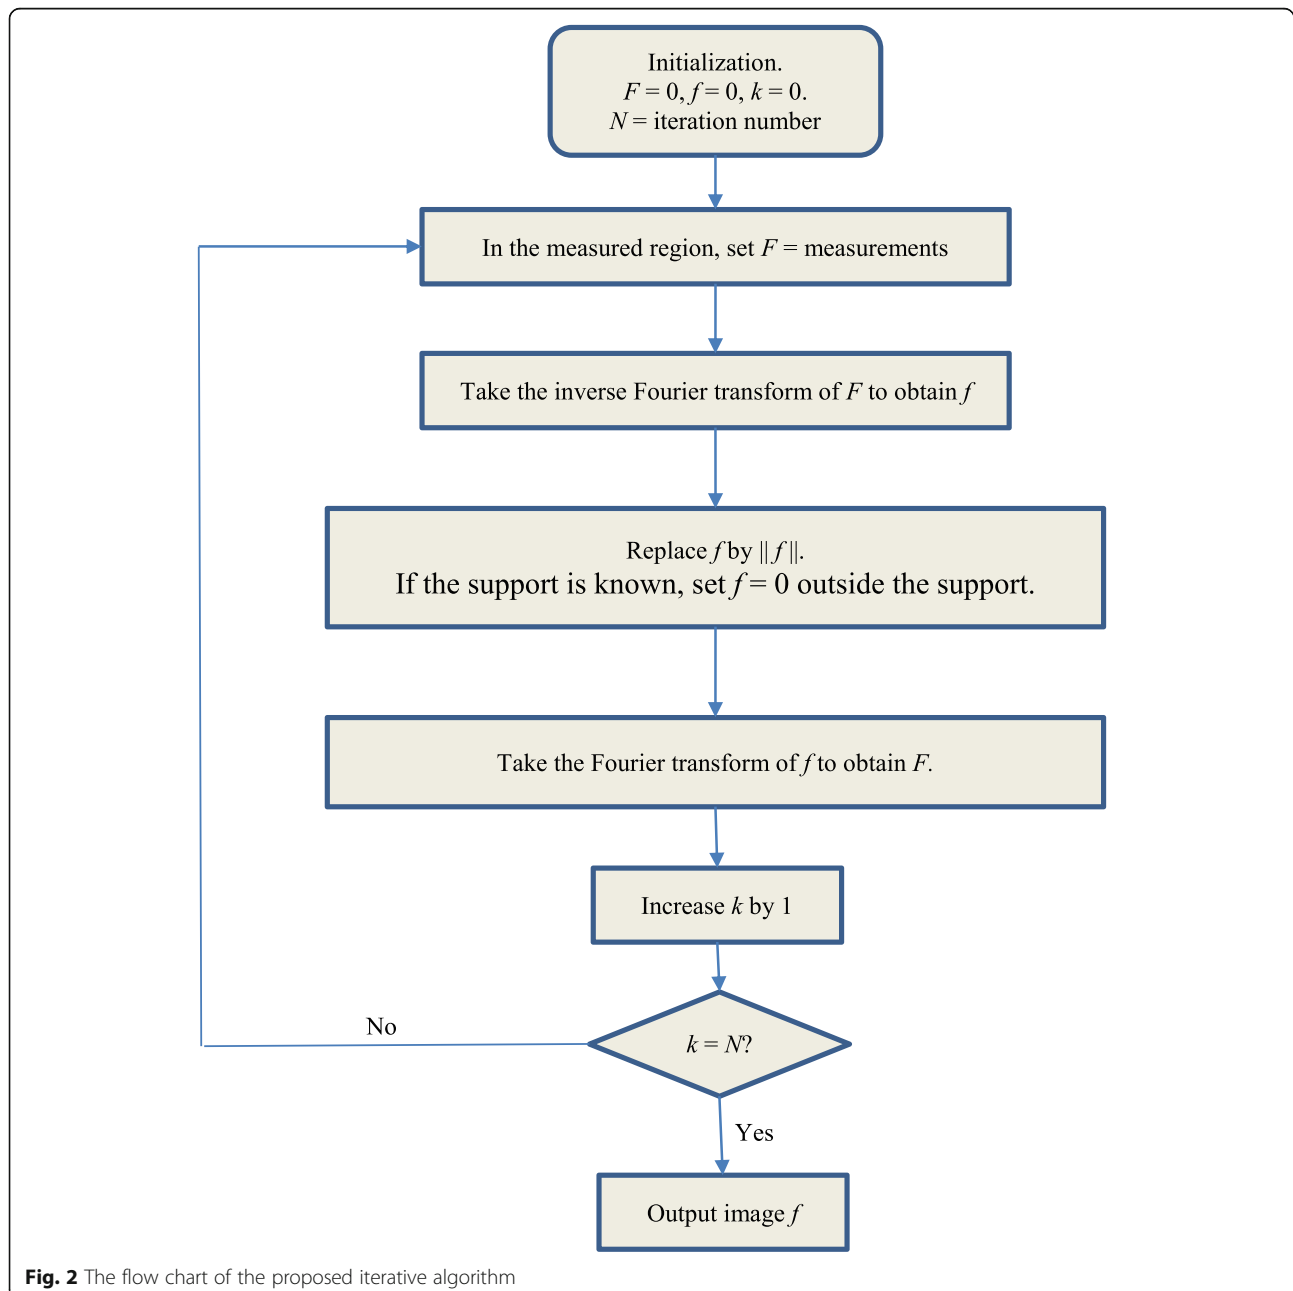 Initialization.
F = 0, f = 0, k = 0.
N = iteration number
In the measured region, set F = measurements
Take the inverse Fourier transform of F to obtain f
Replace f by || f ||.
If the support is known, set f = 0 outside the support.
Take the Fourier transform of f to obtain F.
Increase k by 1
k = N?
No
Yes
Output image f
Fig. 2 The flow chart of the proposed iterative algorithm